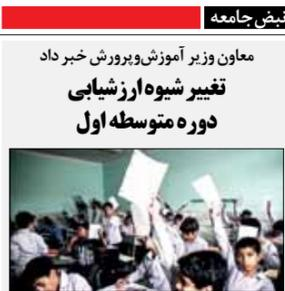 نبض جامعه
معاون وزیر آموزش‌وپرورش خبر داد
تغییر شیوه ارزشیابی
دوره متوسطه اول